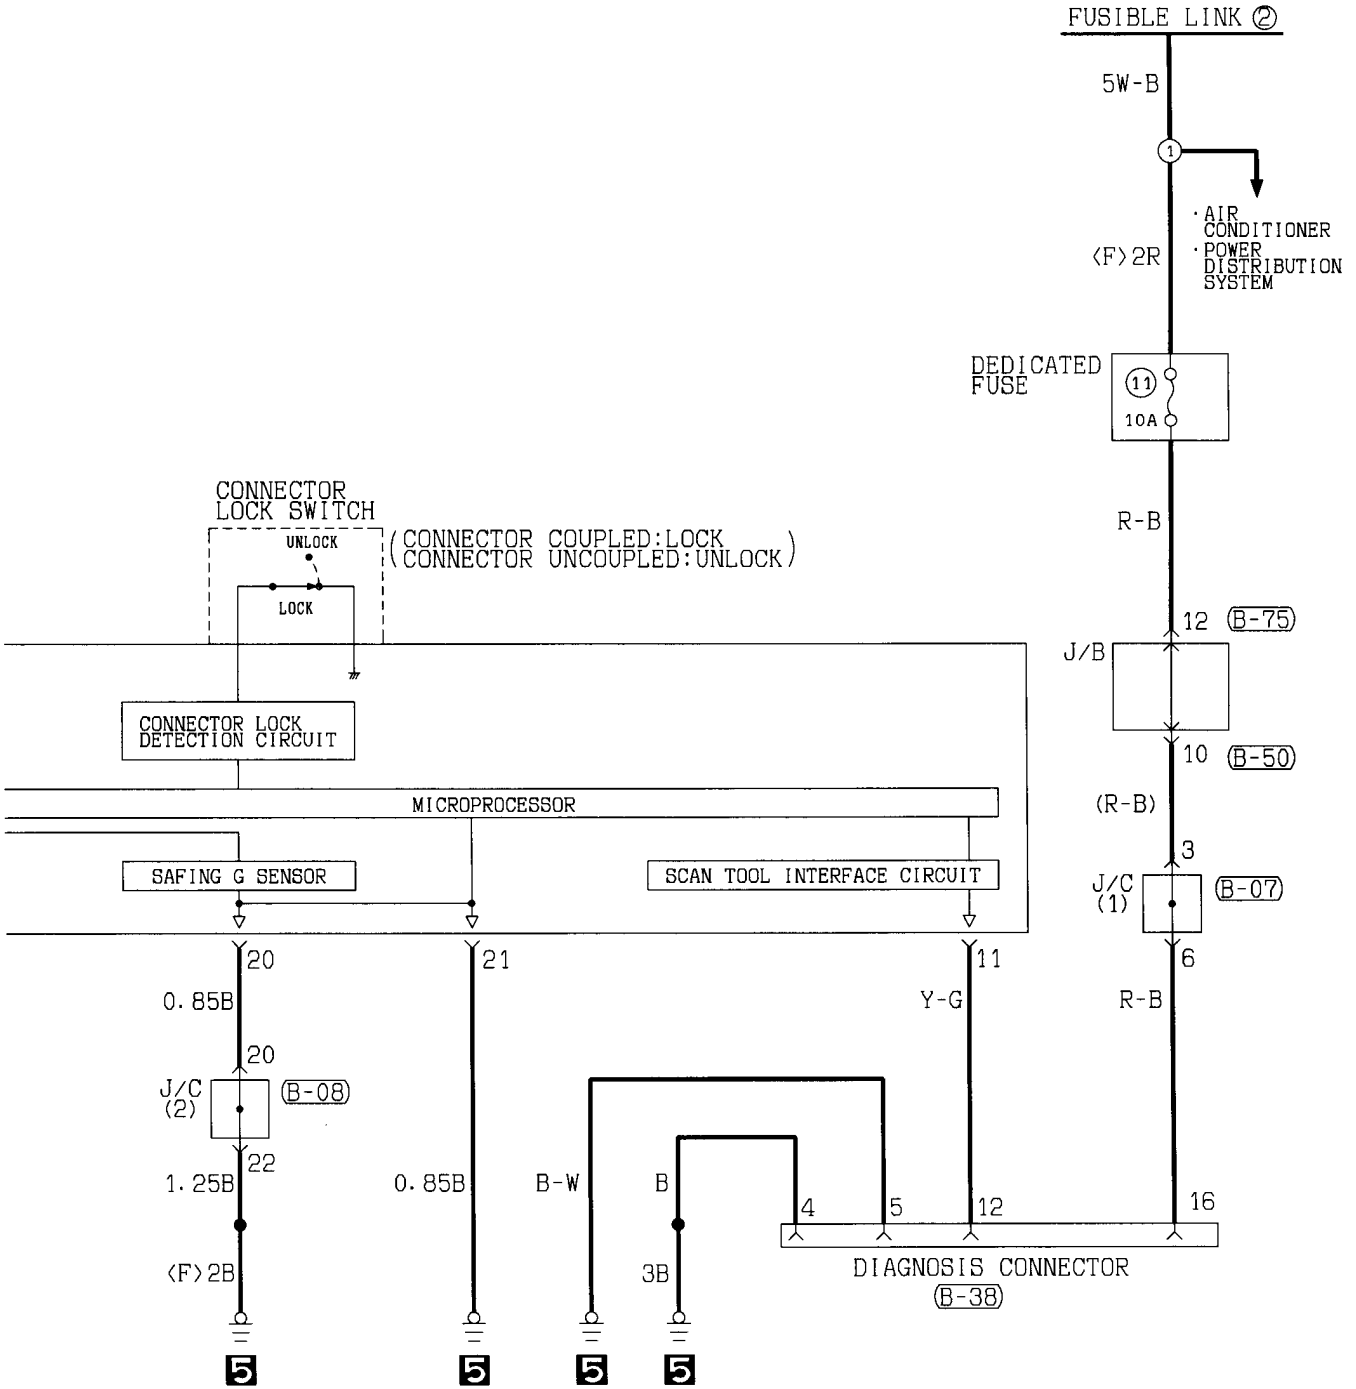 FUSIBLE LINK ②
5W-B
1
· AIR
CONDITIONER
· POWER
DISTRIBUTION
SYSTEM
〈F〉2R
DEDICATED
FUSE
11
10A
R-B
CONNECTOR
LOCK SWITCH
UNLOCK
LOCK
(CONNECTOR COUPLED:LOCK
CONNECTOR UNCOUPLED:UNLOCK)
12 B-75
J/B
10 B-50
CONNECTOR LOCK
DETECTION CIRCUIT
MICROPROCESSOR
(R-B)
SAFING G SENSOR
SCAN TOOL INTERFACE CIRCUIT
3
J/C
(1)
B-07
6
20
21
11
0.85B
Y-G
R-B
20
J/C
(2)
B-08
22
1.25B
0.85B
B-W
B
4
5
12
16
〈F〉2B
3B
DIAGNOSIS CONNECTOR
B-38
5
5
5
5